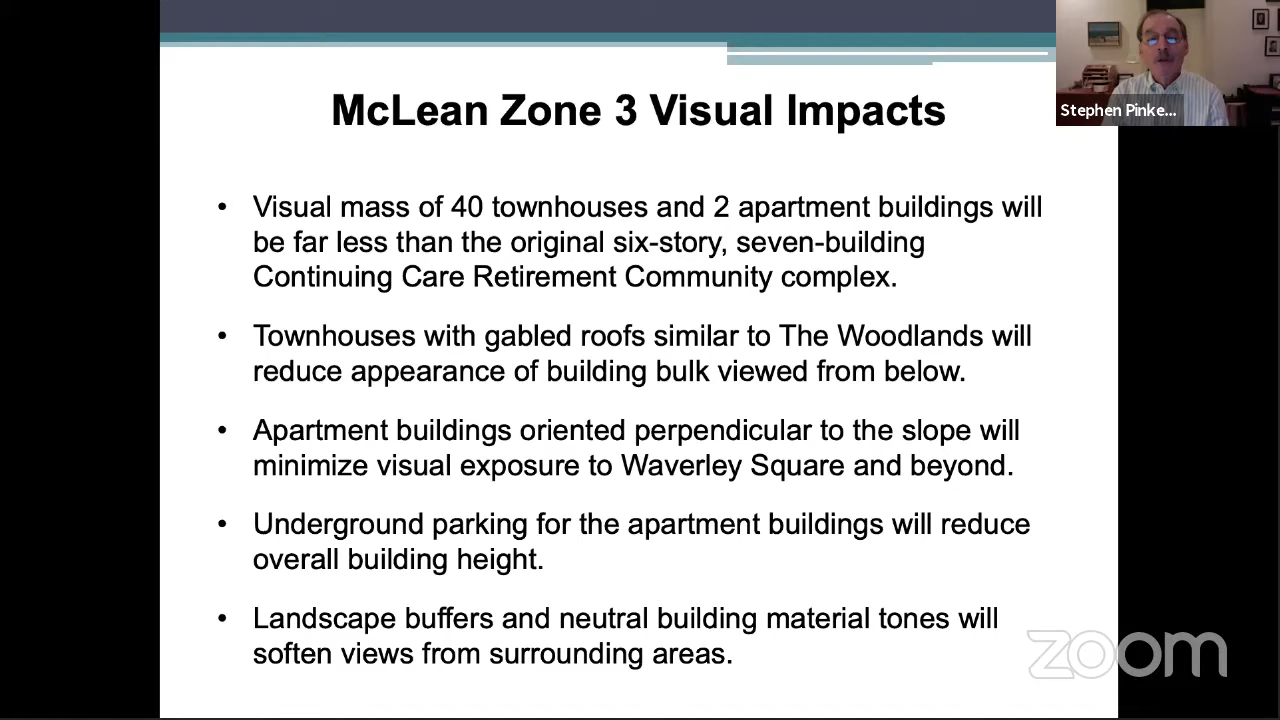 McLean Zone 3 Visual Impacts
Stephen Pinke...
• Visual mass of 40 townhouses and 2 apartment buildings will
be far less than the original six-story, seven-building
Continuing Care Retirement Community complex.
• Townhouses with gabled roofs similar to The Woodlands will
reduce appearance of building bulk viewed from below.
• Apartment buildings oriented perpendicular to the slope will
minimize visual exposure to Waverley Square and beyond.
• Underground parking for the apartment buildings will reduce
overall building height.
• Landscape buffers and neutral building material tones will
soften views from surrounding areas.
zoom